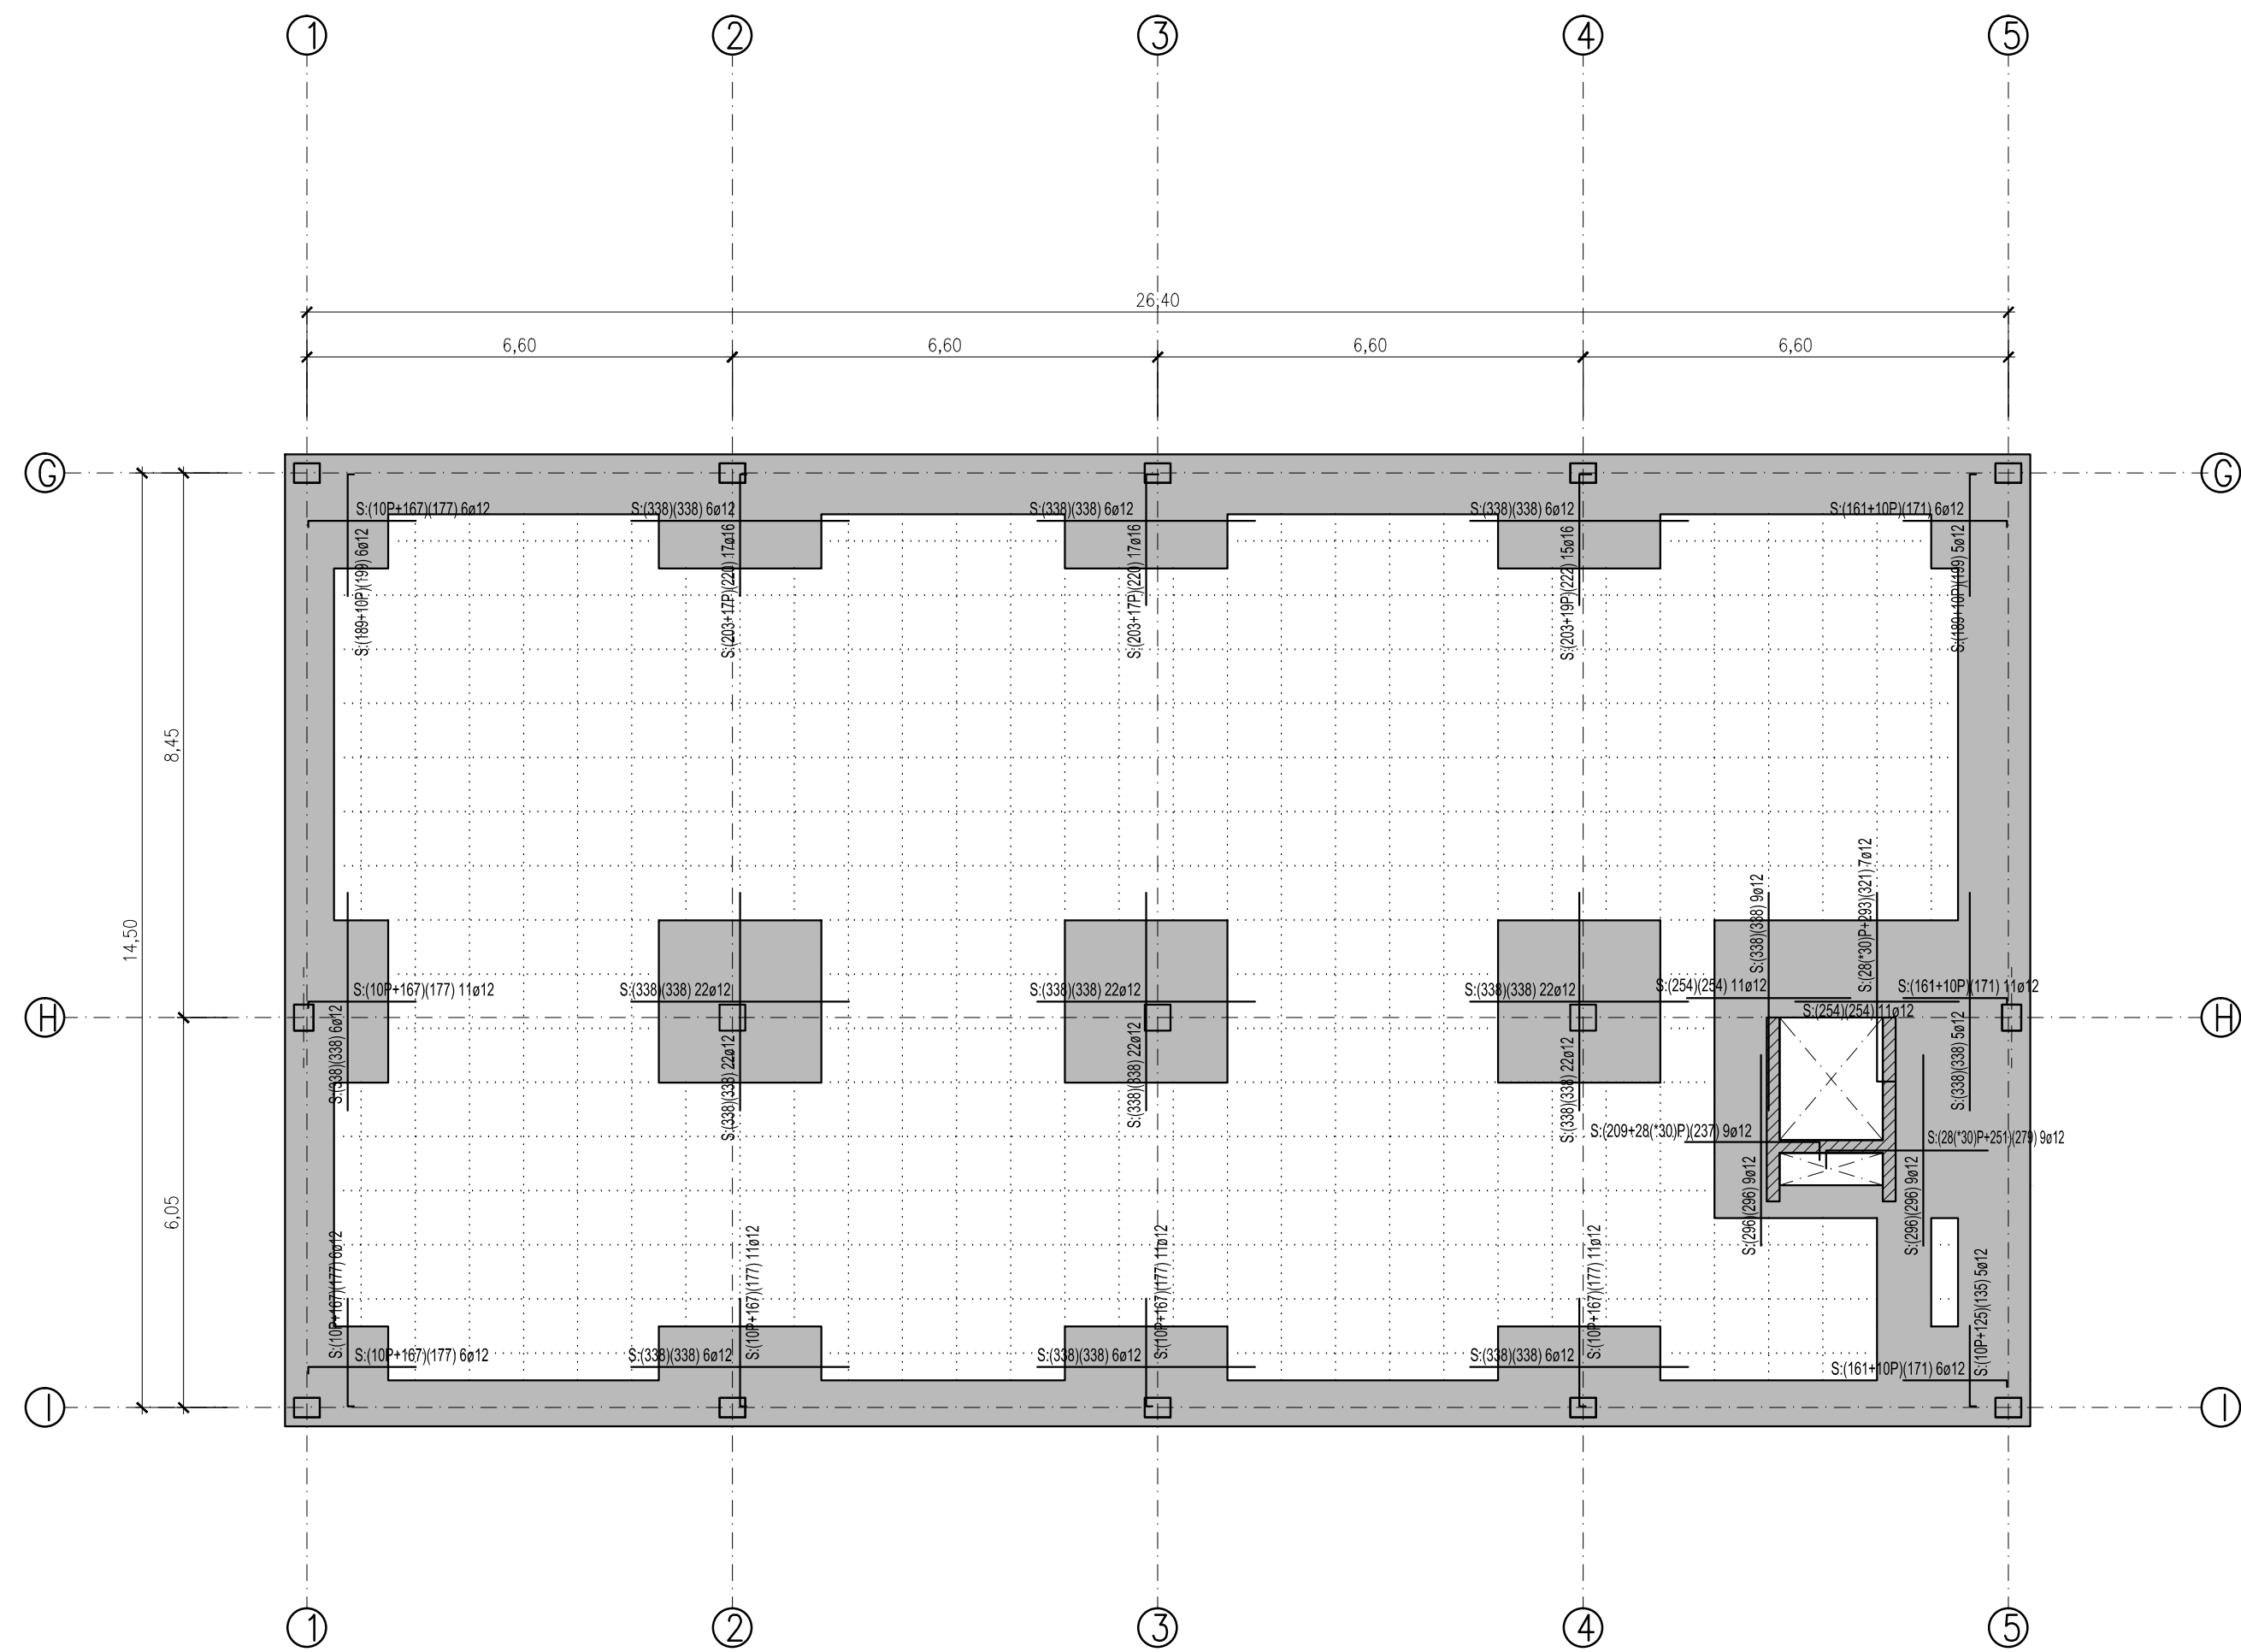 1
2
3
4
5
26,40
6,60
6,60
6,60
6,60
G
G
S:(10P+167)(177) 6ø12
S:(338)(338) 6ø12
S:(338)(338) 6ø12
S:(338)(338) 6ø12
S:(161+10P)(171) 6ø12
S:(189+10P)(199) 6ø12
S:(203+17P)(220) 17ø16
S:(203+17P)(220) 17ø16
S:(203+19P)(222) 15ø16
S:(189+10P)(199) 5ø12
8,45
14,50
S:(338)(338) 9ø12
S:(28(*30)P+293)(321) 7ø12
S:(10P+167)(177) 11ø12
S:(338)(338) 22ø12
S:(338)(338) 22ø12
S:(338)(338) 22ø12
S:(254)(254) 11ø12
S:(161+10P)(171) 11ø12
S:(254)(254) 11ø12
H
H
S:(338)(338) 6ø12
S:(338)(338) 22ø12
S:(338)(338) 22ø12
S:(338)(338) 22ø12
S:(338)(338) 5ø12
S:(209+28(*30)P)(237) 9ø12
S:(28(*30)P+251)(279) 9ø12
S:(296)(296) 9ø12
S:(296)(296) 9ø12
6,05
S:(10P+167)(177) 6ø12
S:(10P+167)(177) 11ø12
S:(10P+167)(177) 11ø12
S:(10P+167)(177) 11ø12
S:(10P+125)(135) 5ø12
S:(10P+167)(177) 6ø12
S:(338)(338) 6ø12
S:(338)(338) 6ø12
S:(338)(338) 6ø12
S:(161+10P)(171) 6ø12
I
I
1
2
3
4
5